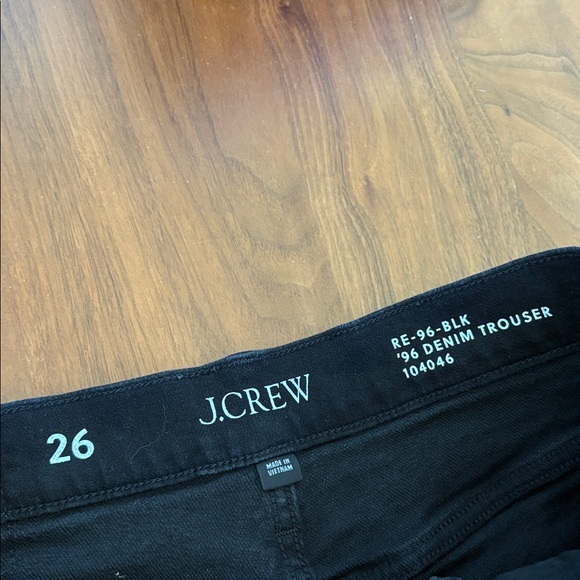 26
J.CREW
RE-96-BLK
'96 DENIM TROUSER
104046
MADE IN
VIETNAM